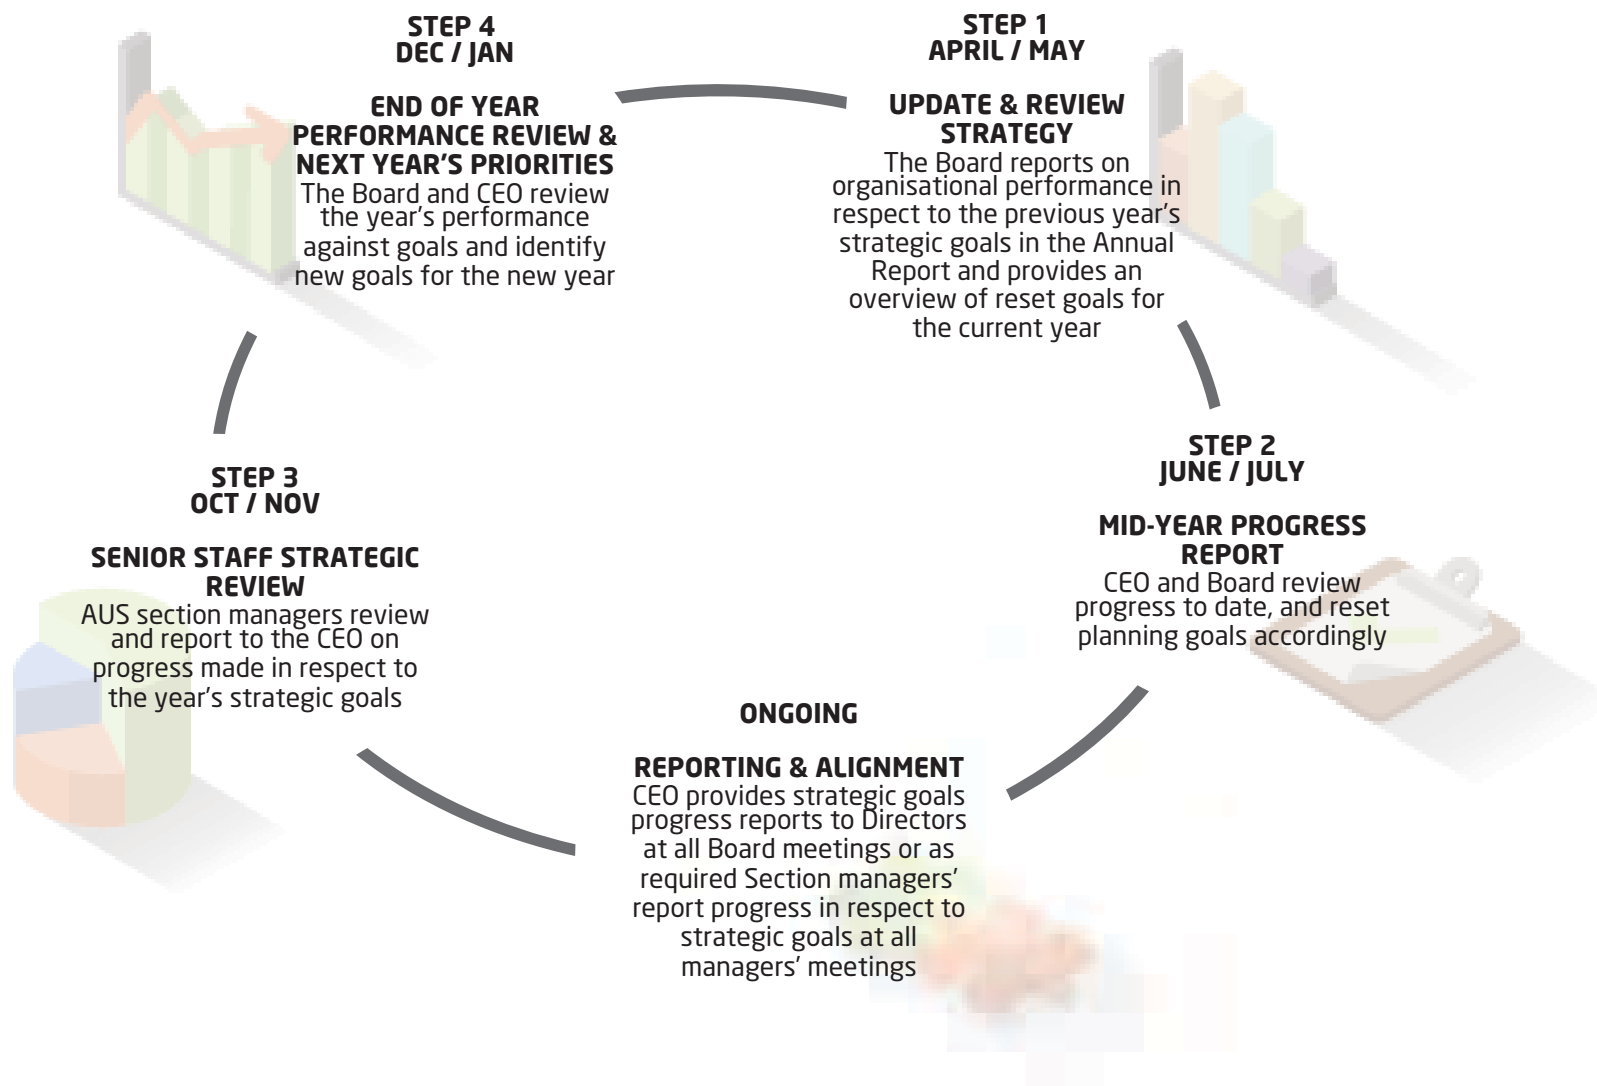 STEP 1
APRIL / MAY
UPDATE & REVIEW
STRATEGY
The Board reports on
organisational performance in
respect to the previous year's
strategic goals in the Annual
Report and provides an
overview of reset goals for
the current year
STEP 2
JUNE / JULY
MID-YEAR PROGRESS
REPORT
CEO and Board review
progress to date, and reset
planning goals accordingly
ONGOING
REPORTING & ALIGNMENT
CEO provides strategic goals
progress reports to Directors
at all Board meetings or as
required Section managers'
report progress in respect to
strategic goals at all
managers' meetings
STEP 3
OCT / NOV
SENIOR STAFF STRATEGIC
REVIEW
AUS section managers review
and report to the CEO on
progress made in respect to
the year's strategic goals
STEP 4
DEC / JAN
END OF YEAR
PERFORMANCE REVIEW &
NEXT YEAR'S PRIORITIES
The Board and CEO review
the year's performance
against goals and identify
new goals for the new year